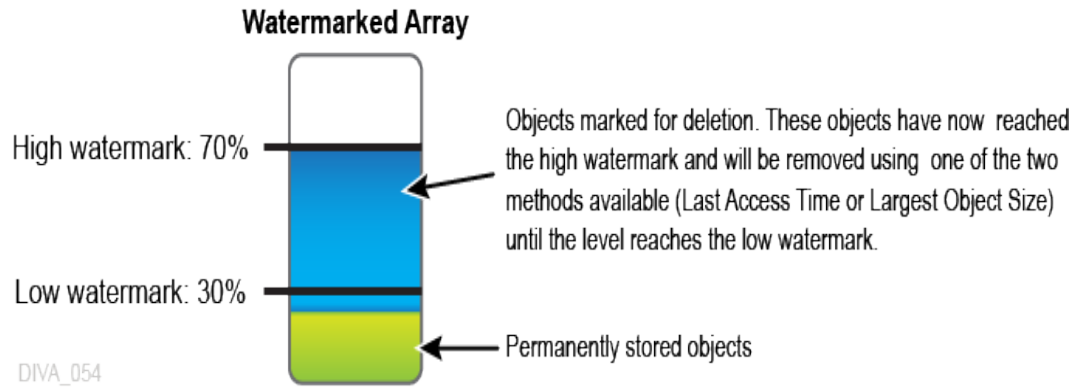 Watermarked Array
High watermark: 70%
Objects marked for deletion. These objects have now reached
the high watermark and will be removed using one of the two
methods available (Last Access Time or Largest Object Size)
until the level reaches the low watermark.
Low watermark: 30%
Permanently stored objects
DIVA_054